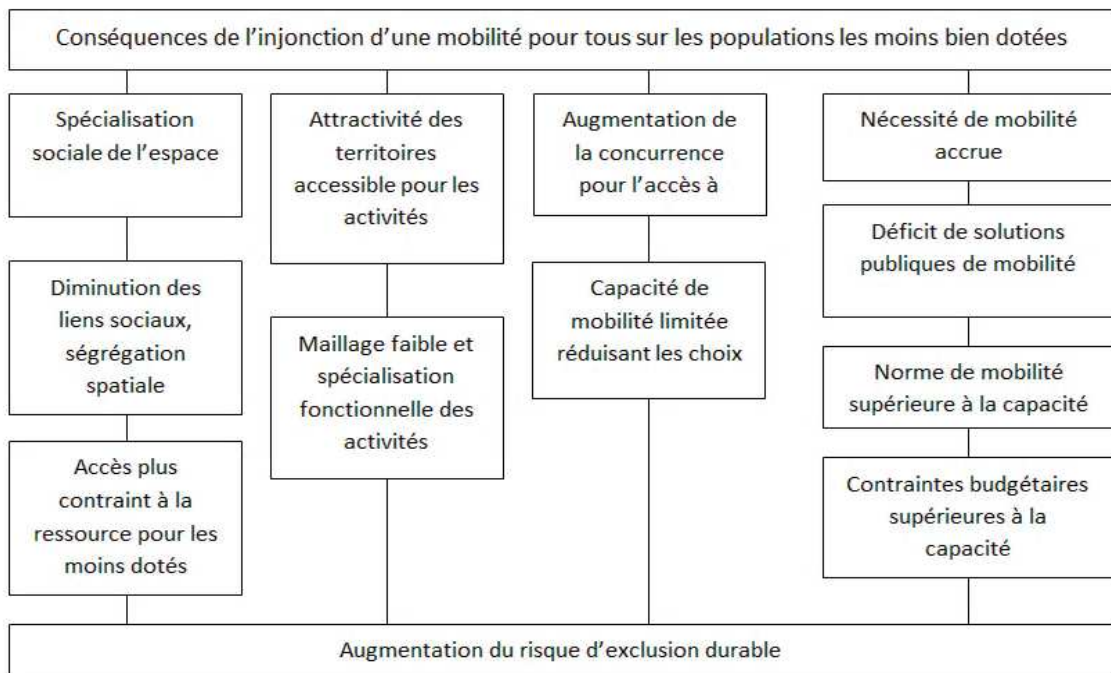 Conséquences de l’injonction d’une mobilité pour tous sur les populations les moins bien dotées
Spécialisation
sociale de l’espace
Diminution des
liens sociaux,
ségrégation
spatiale
Accès plus
contraint à la
ressource pour les
moins dotés
Attractivité des
territoires
accessible pour les
activités
Maillage faible et
spécialisation
fonctionnelle des
activités
Augmentation de
la concurrence
pour l’accès à
Capacité de
mobilité limitée
réduisant les choix
Nécessité de mobilité
accrue
Déficit de solutions
publiques de mobilité
Norme de mobilité
supérieure à la capacité
Contraintes budgétaires
supérieures à la
capacité
Augmentation du risque d’exclusion durable